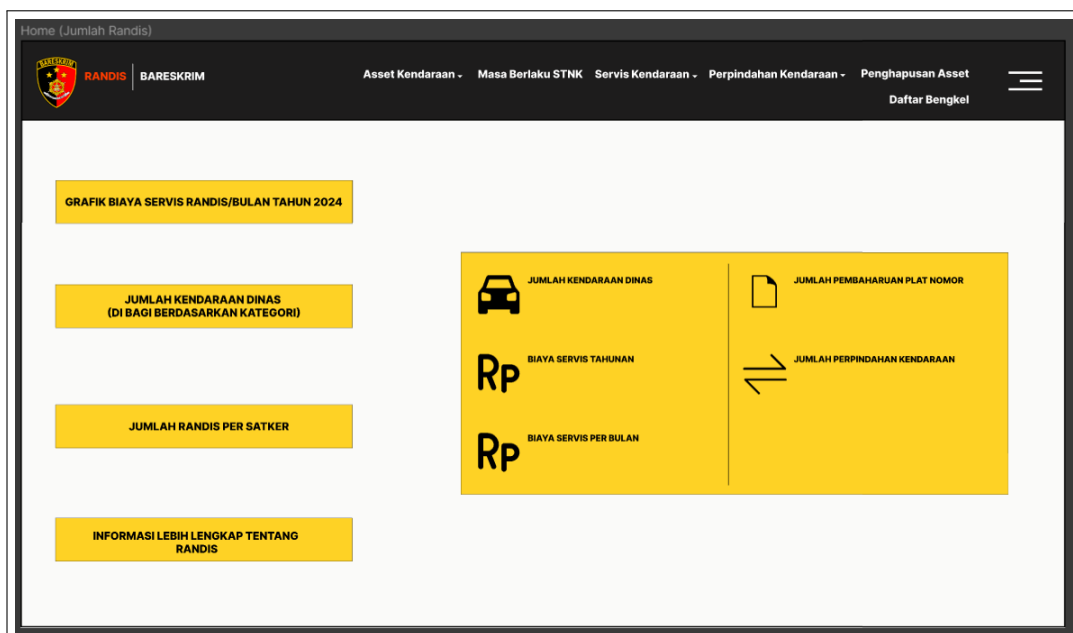 Home (Jumlah Randis)
BARESKRIM
RANDIS BARESKRIM
Asset Kendaraan Masa Berlaku STNK Servis Kendaraan Perpindahan Kendaraan Penghapusan Asset
Daftar Bengkel
GRAFIK BIAYA SERVIS RANDIS/BULAN TAHUN 2024
JUMLAH KENDARAAN DINAS
(DI BAGI BERDASARKAN KATEGORI)
JUMLAH RANDIS PER SATKER
INFORMASI LEBIH LENGKAP TENTANG
RANDIS
JUMLAH KENDARAAN DINAS
Rp BIAYA SERVIS TAHUNAN
Rp BIAYA SERVIS PER BULAN
JUMLAH PEMBAHARUAN PLAT NOMOR
JUMLAH PERPINDAHAN KENDARAAN